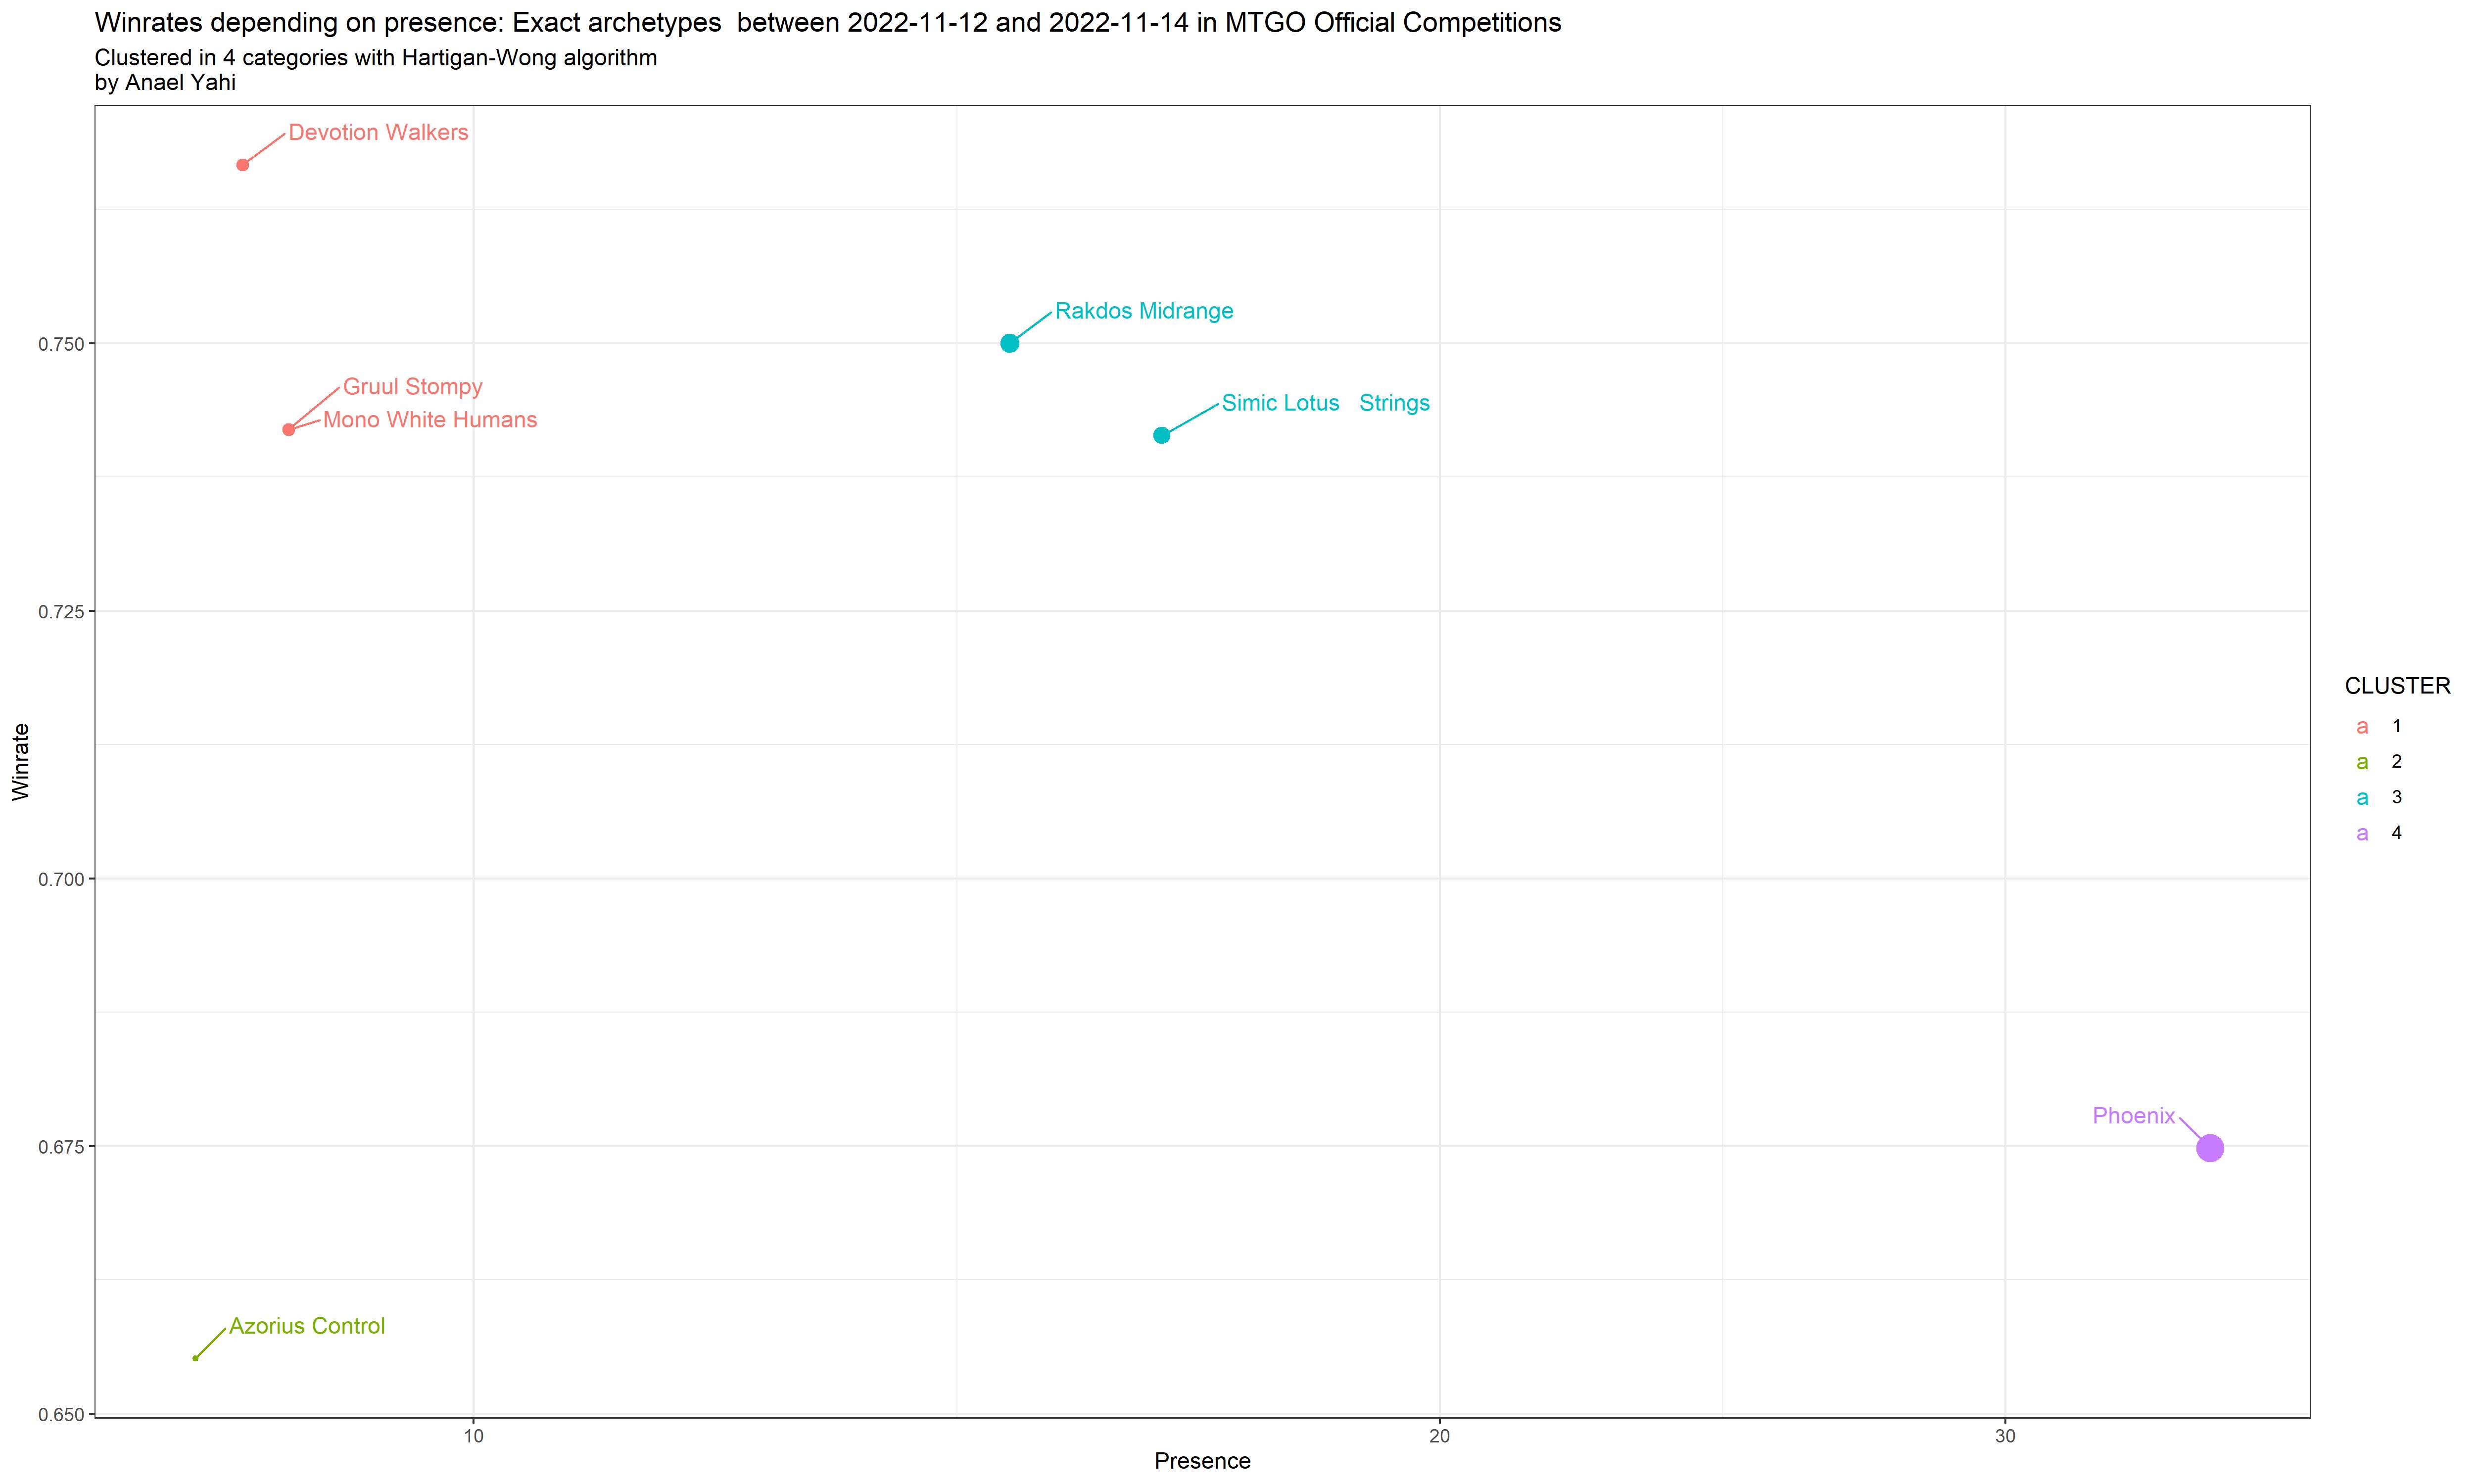 Winrates depending on presence: Exact archetypes  between 2022-11-12 and 2022-11-14 in MTGO Official Competitions
Clustered in 4 categories with Hartigan-Wong algorithm
by Anael Yahi
Devotion Walkers
Rakdos Midrange
0.750
Gruul Stompy
Simic Lotus   Strings
Mono White Humans
0.725
CLUSTER
a 1
a 2
a 3
a 4
Winrate
0.700
Phoenix
0.675
Azorius Control
0.650
10
20
30
Presence